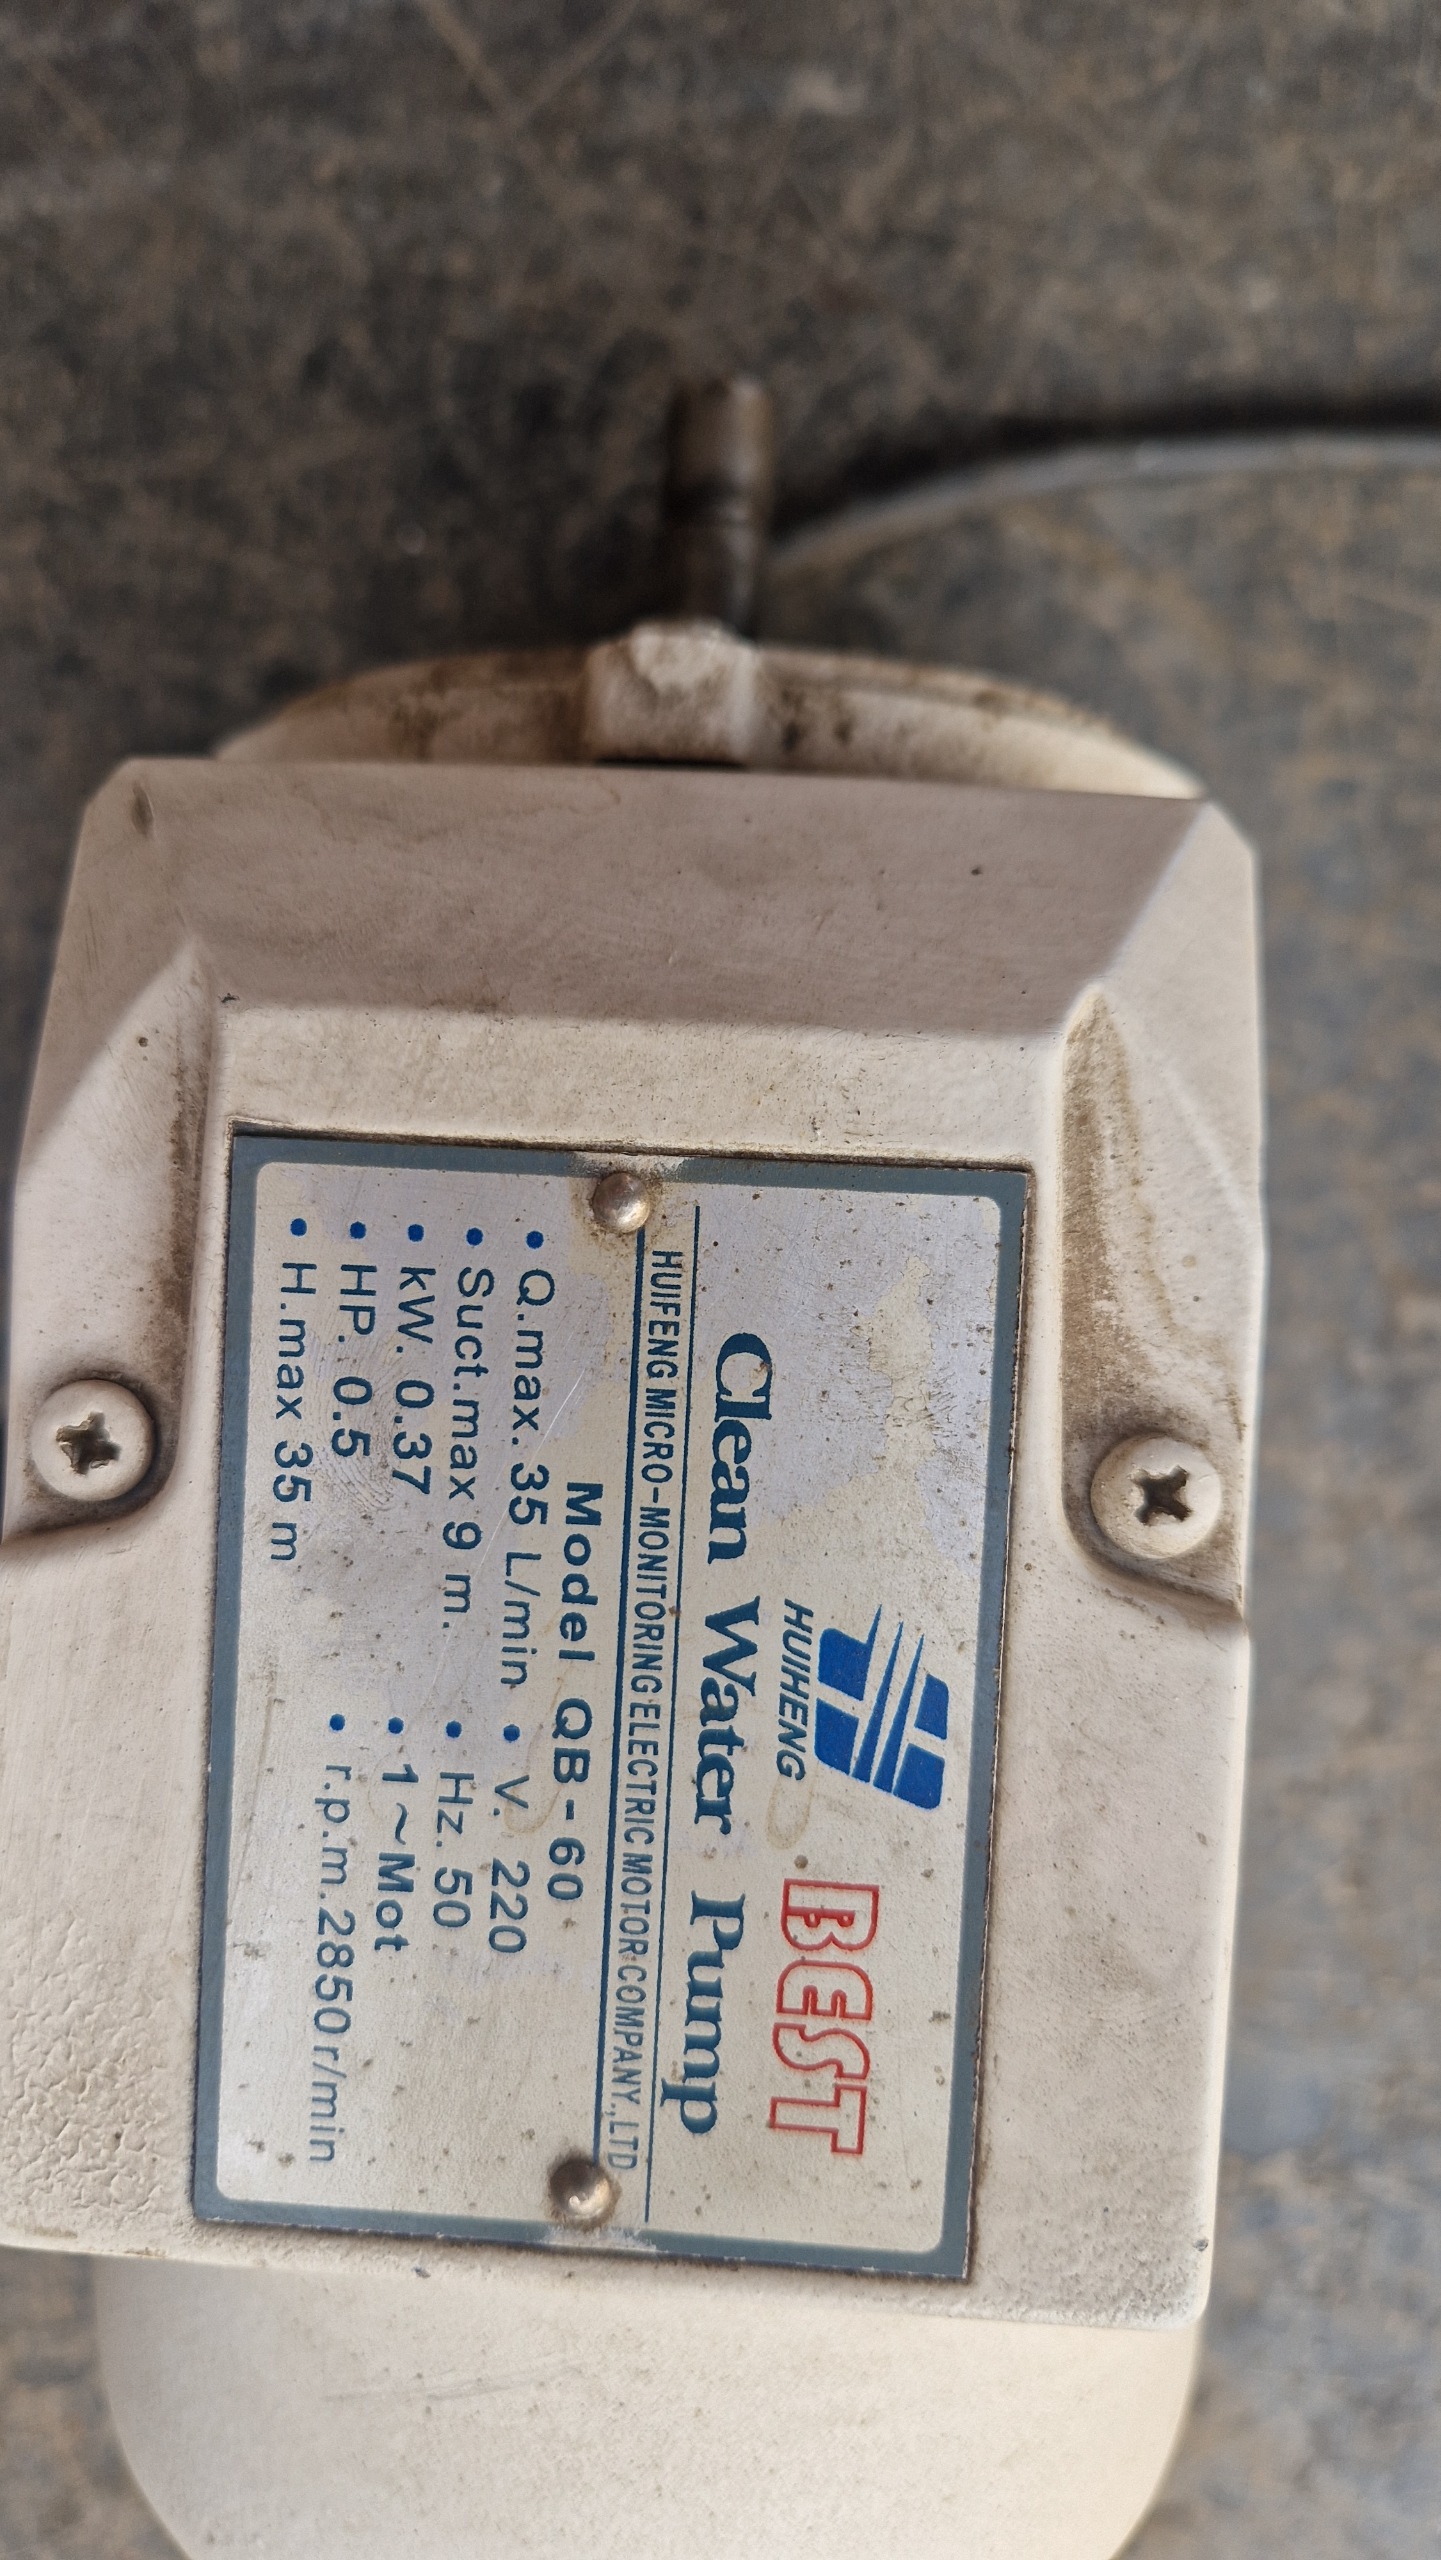 HUIHENG
BEST
Clean Water Pump
HUIFENG MICRO-MONITORING ELECTRIC MOTOR COMPANY.,LTD
Model QB-60
• Q.max. 35 L/min • V. 220
• Suct.max 9 m. • Hz. 50
• kW. 0.37 • 1~Mot
• HP. 0.5 • r.p.m.2850r/min
• H.max 35 m